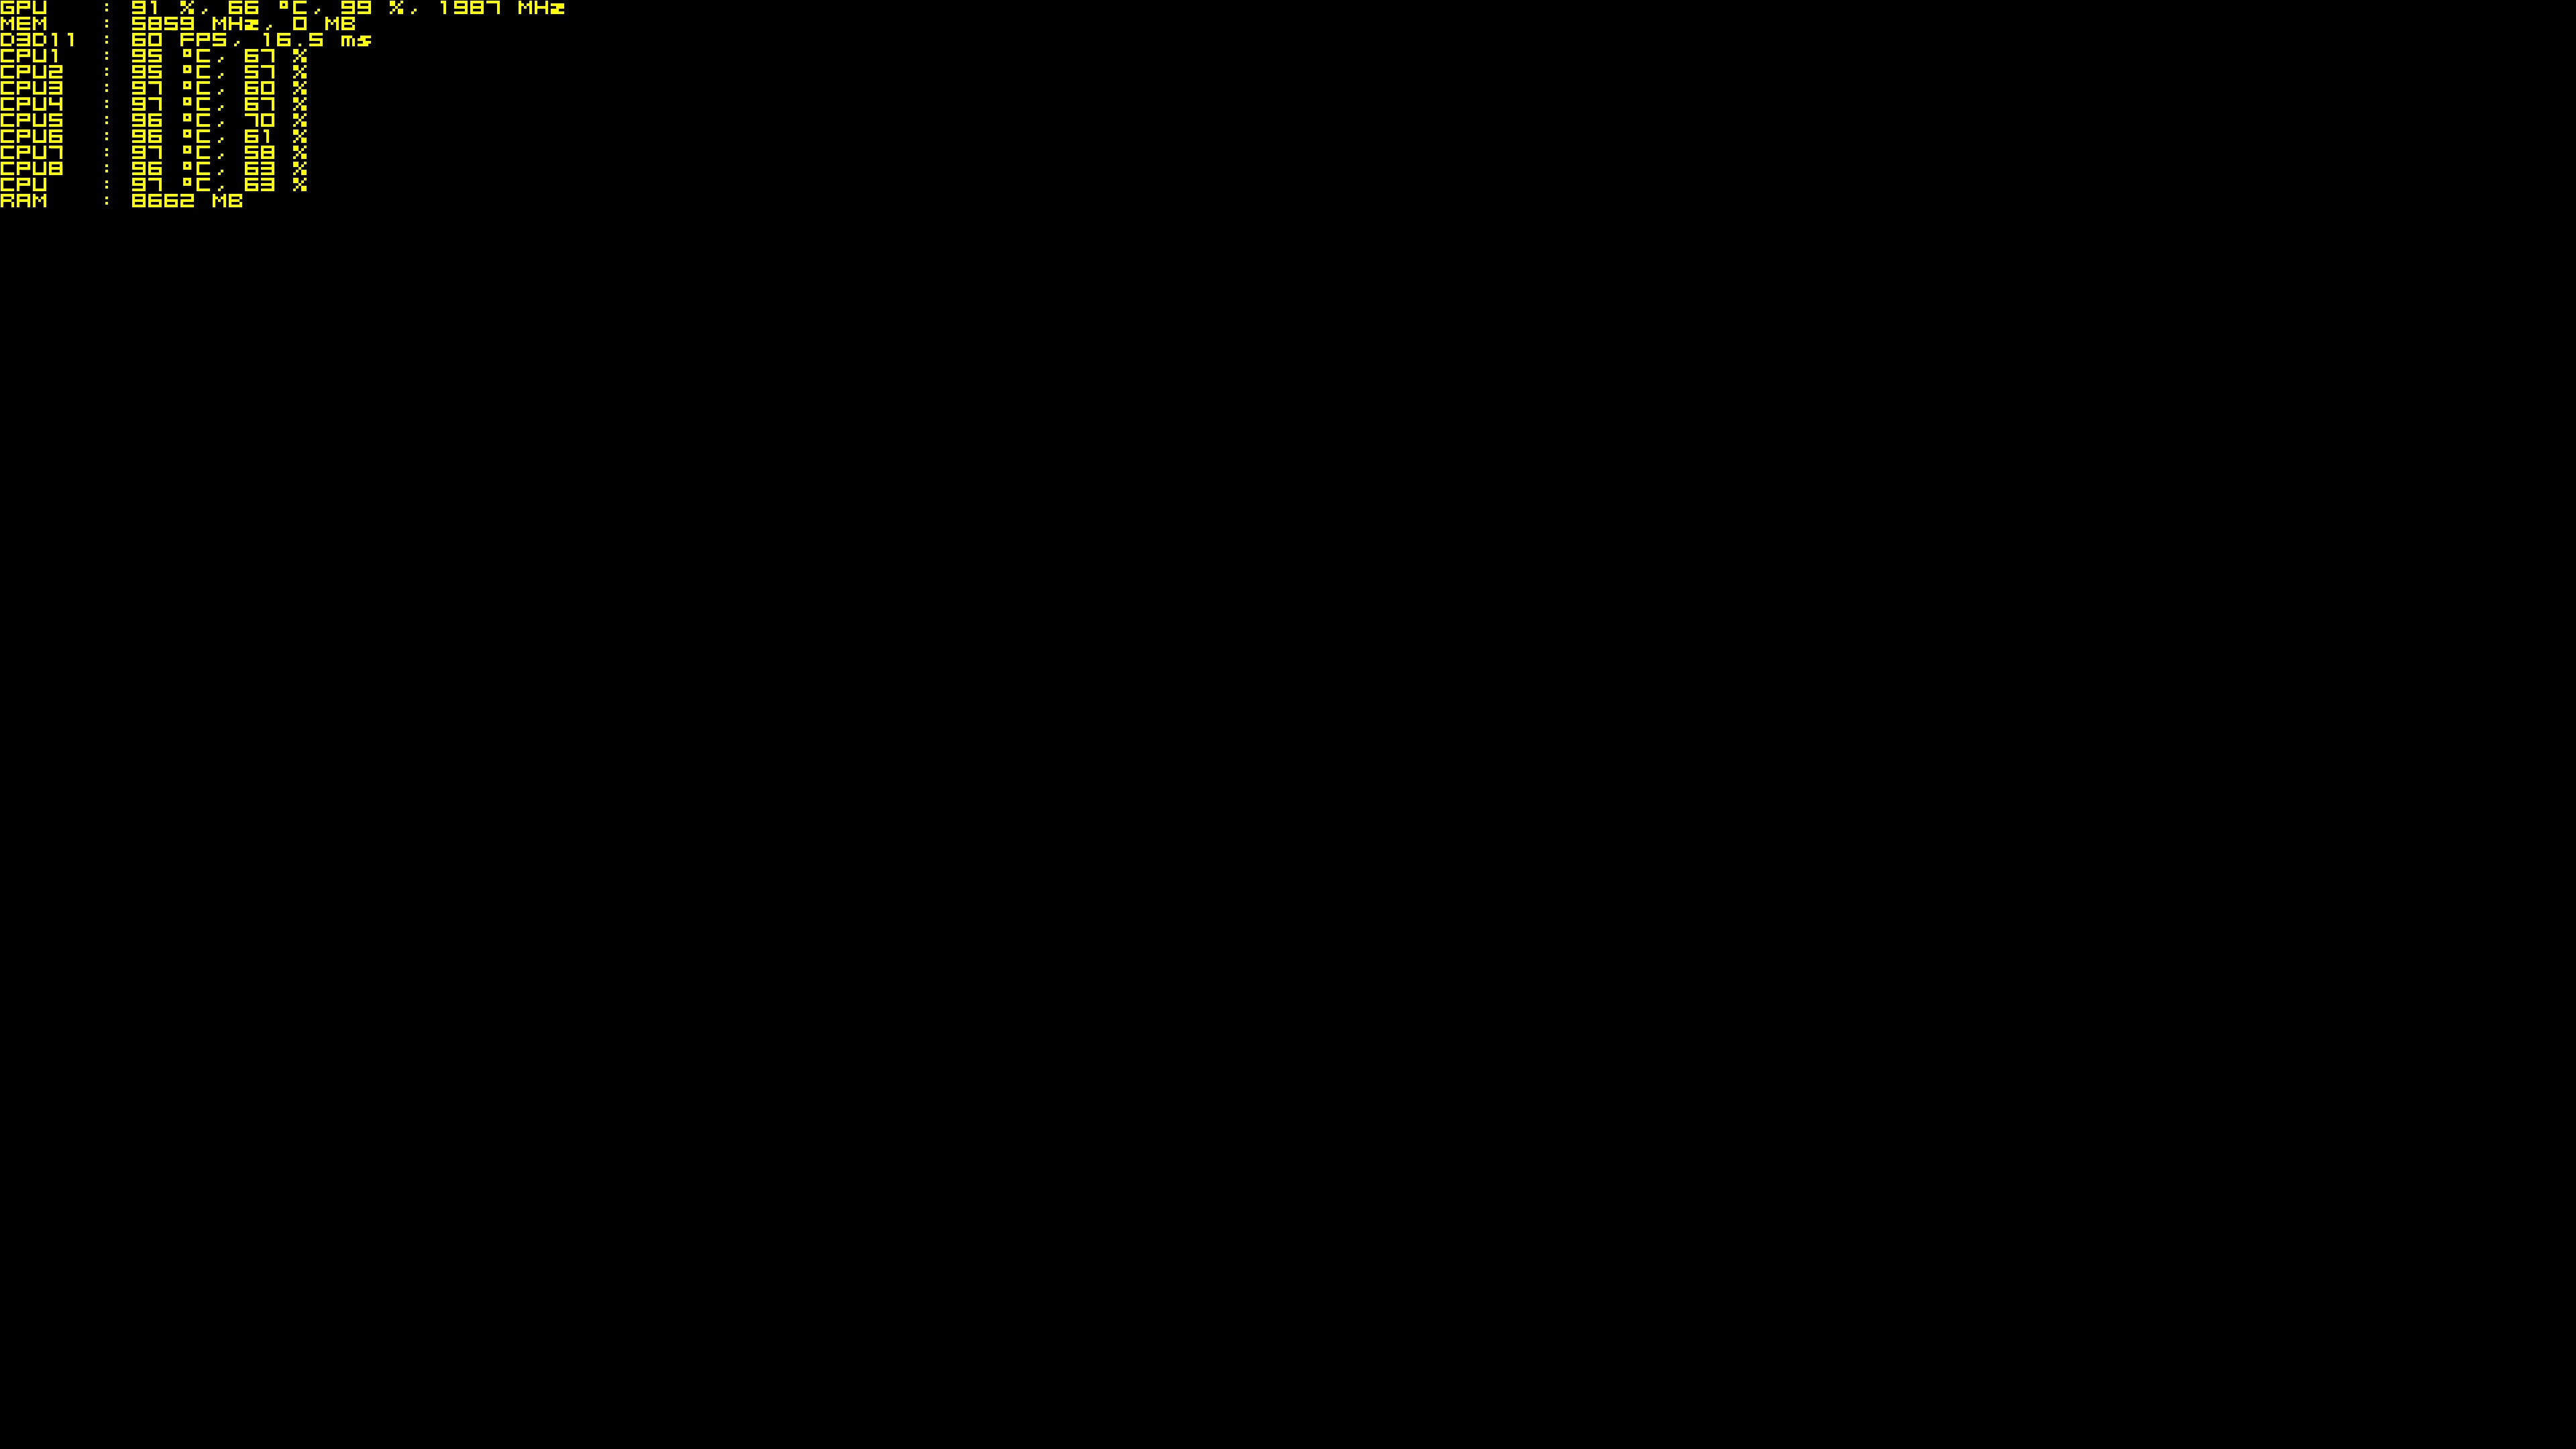 GPU : 91 %, 66 °C, 99 %, 1987 MHz
MEM : 5859 MHz, 0 MB
D3D11 : 60 FPS, 16.5 ms
CPU1 : 95 °C, 67 %
CPU2 : 95 °C, 57 %
CPU3 : 97 °C, 60 %
CPU4 : 97 °C, 67 %
CPU5 : 96 °C, 70 %
CPU6 : 96 °C, 61 %
CPU7 : 97 °C, 58 %
CPU8 : 96 °C, 63 %
CPU : 97 °C, 63 %
RAM : 8662 MB